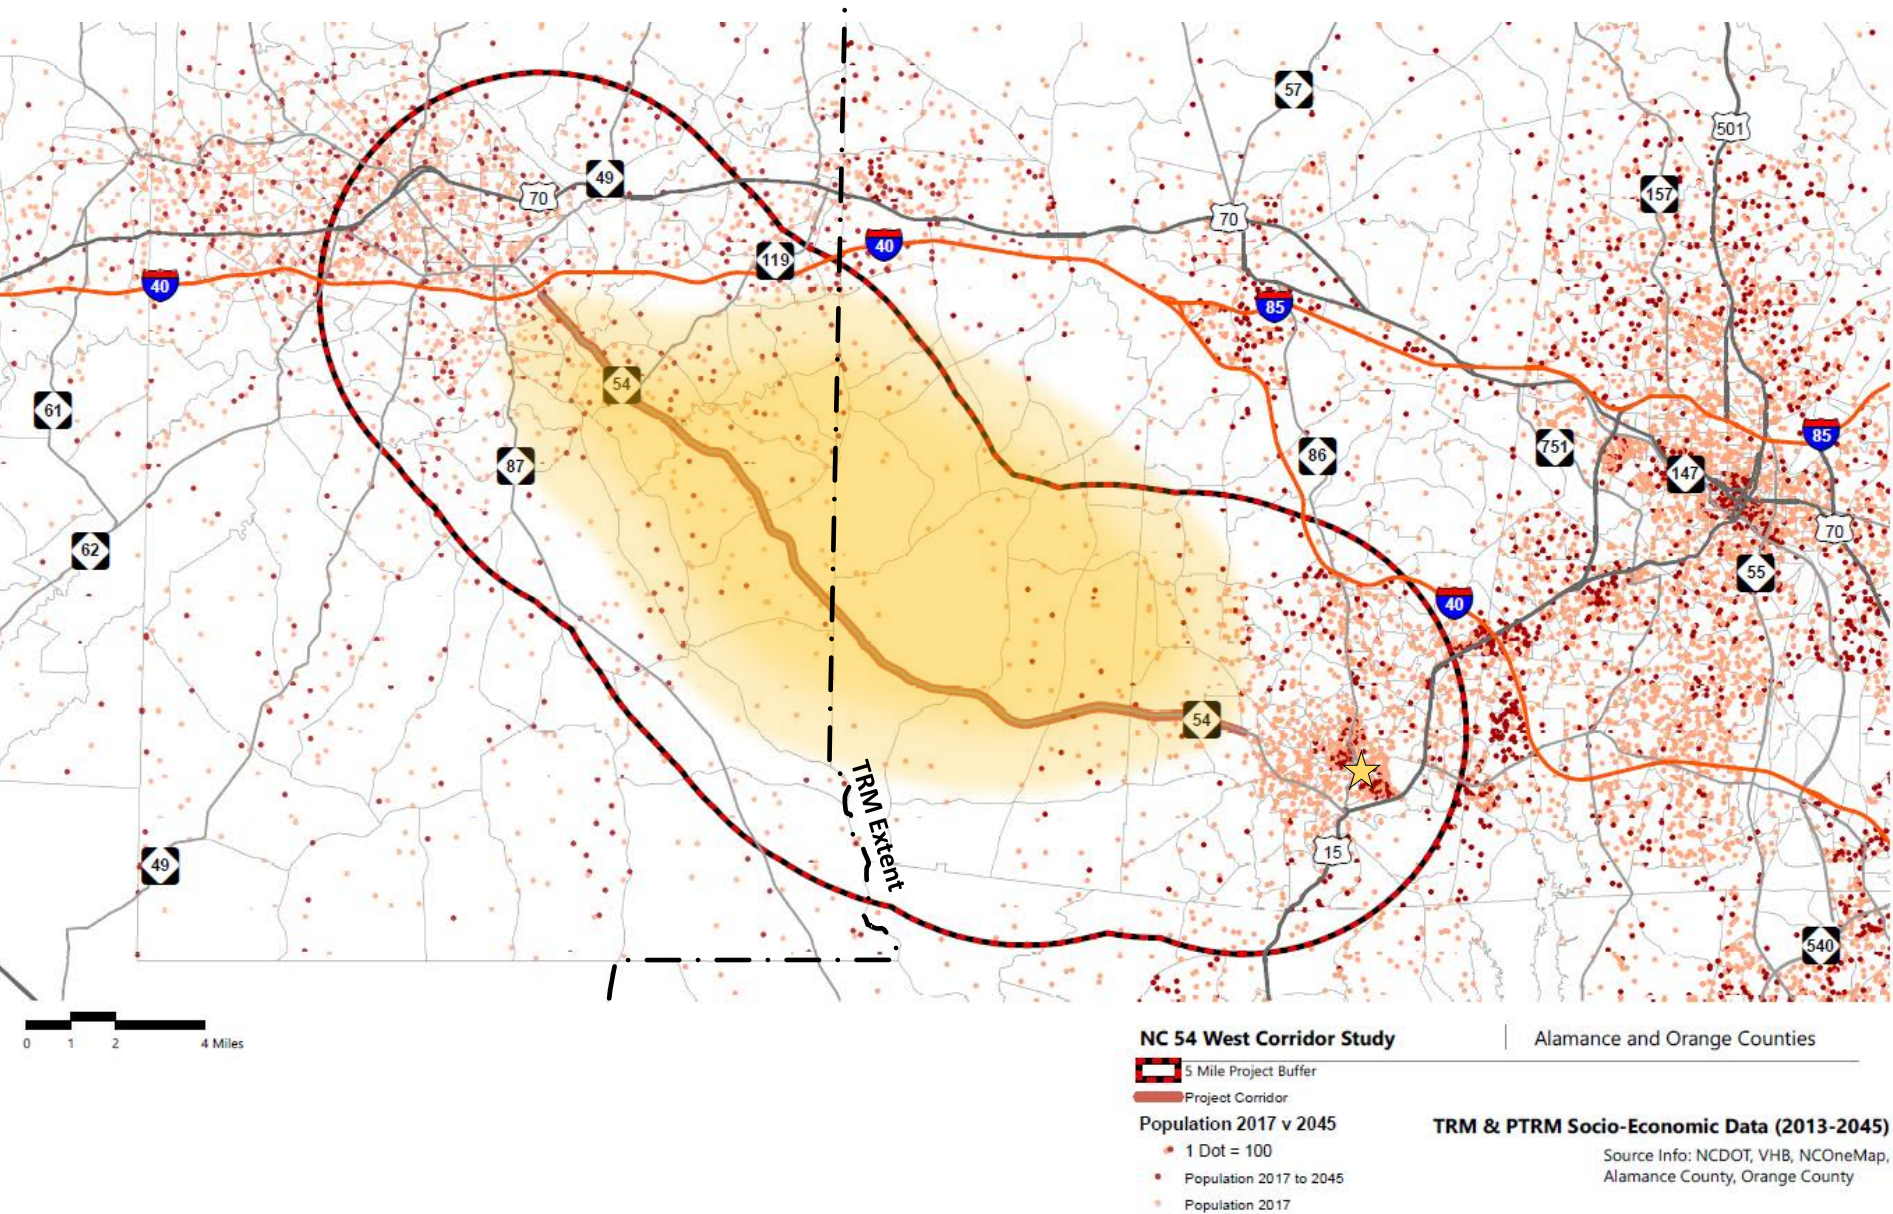 57
501
157
49
70
70
40
119
40
85
54
61
85
751
86
87
147
70
62
55
40
54
TRM Extent
15
49
540
0 1 2 4 Miles
NC 54 West Corridor Study | Alamance and Orange Counties
5 Mile Project Buffer
Project Corridor
Population 2017 v 2045
1 Dot = 100
Population 2017 to 2045
Population 2017
TRM & PTRM Socio-Economic Data (2013-2045)
Source Info: NCDOT, VHB, NCOneMap,
Alamance County, Orange County